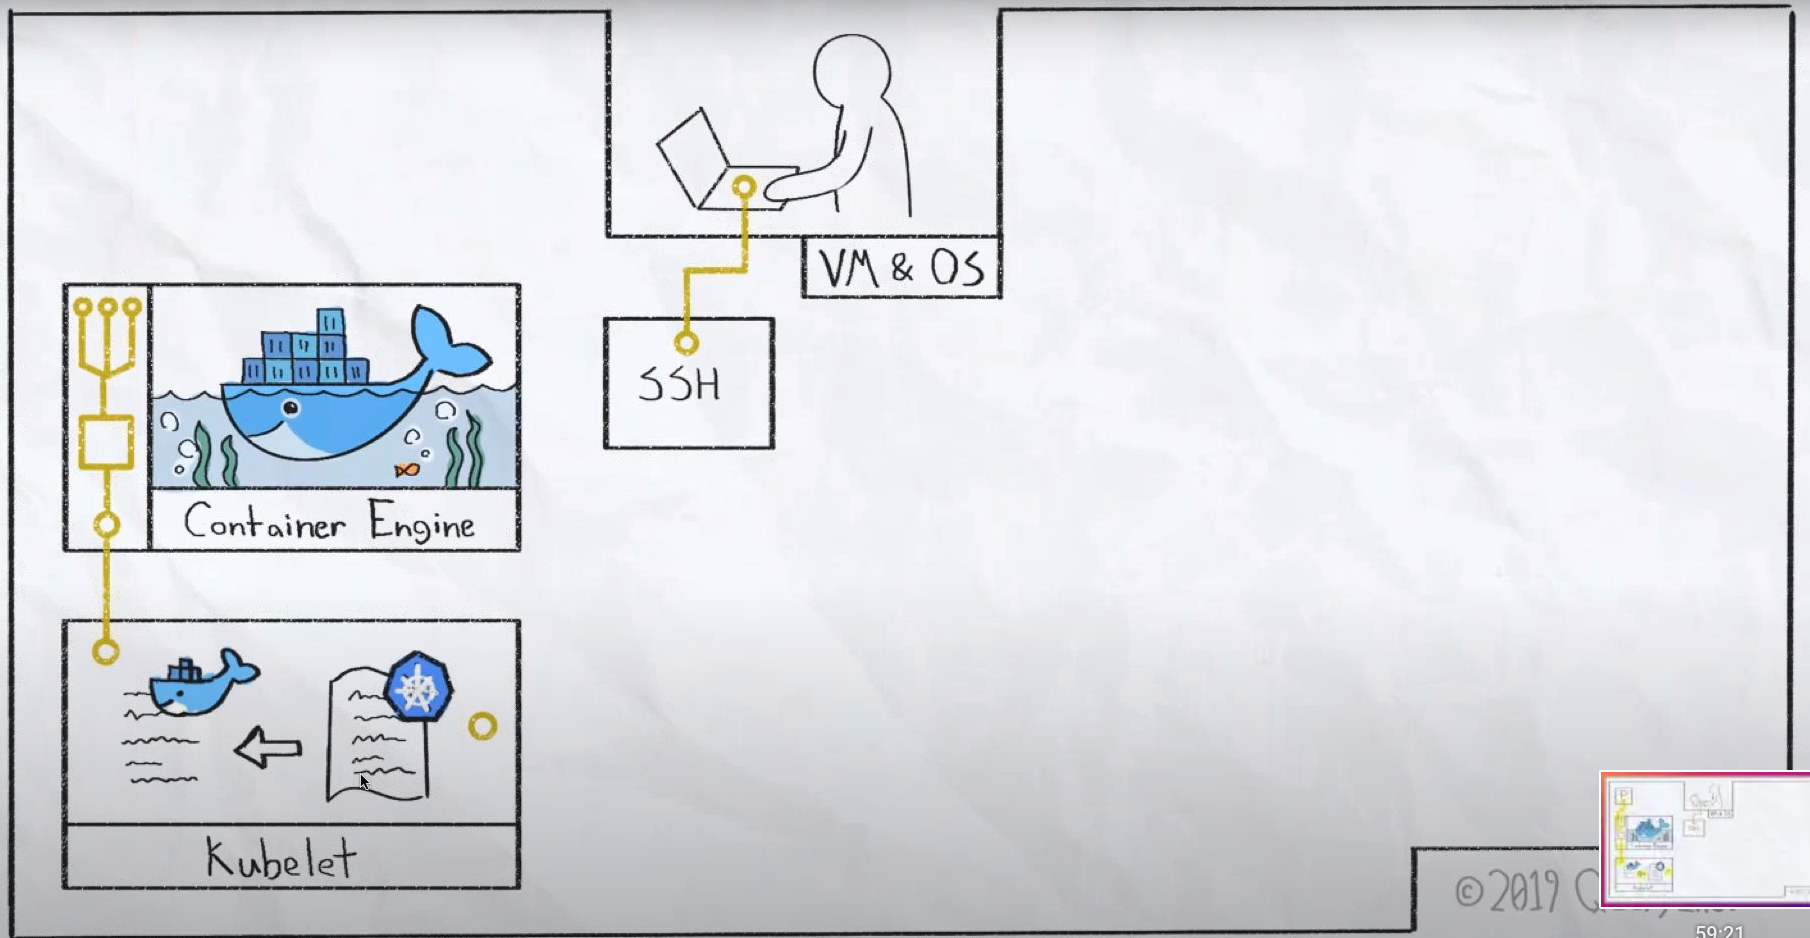 VM & OS
SSH
Container Engine
Kubelet
© 2019
59:21